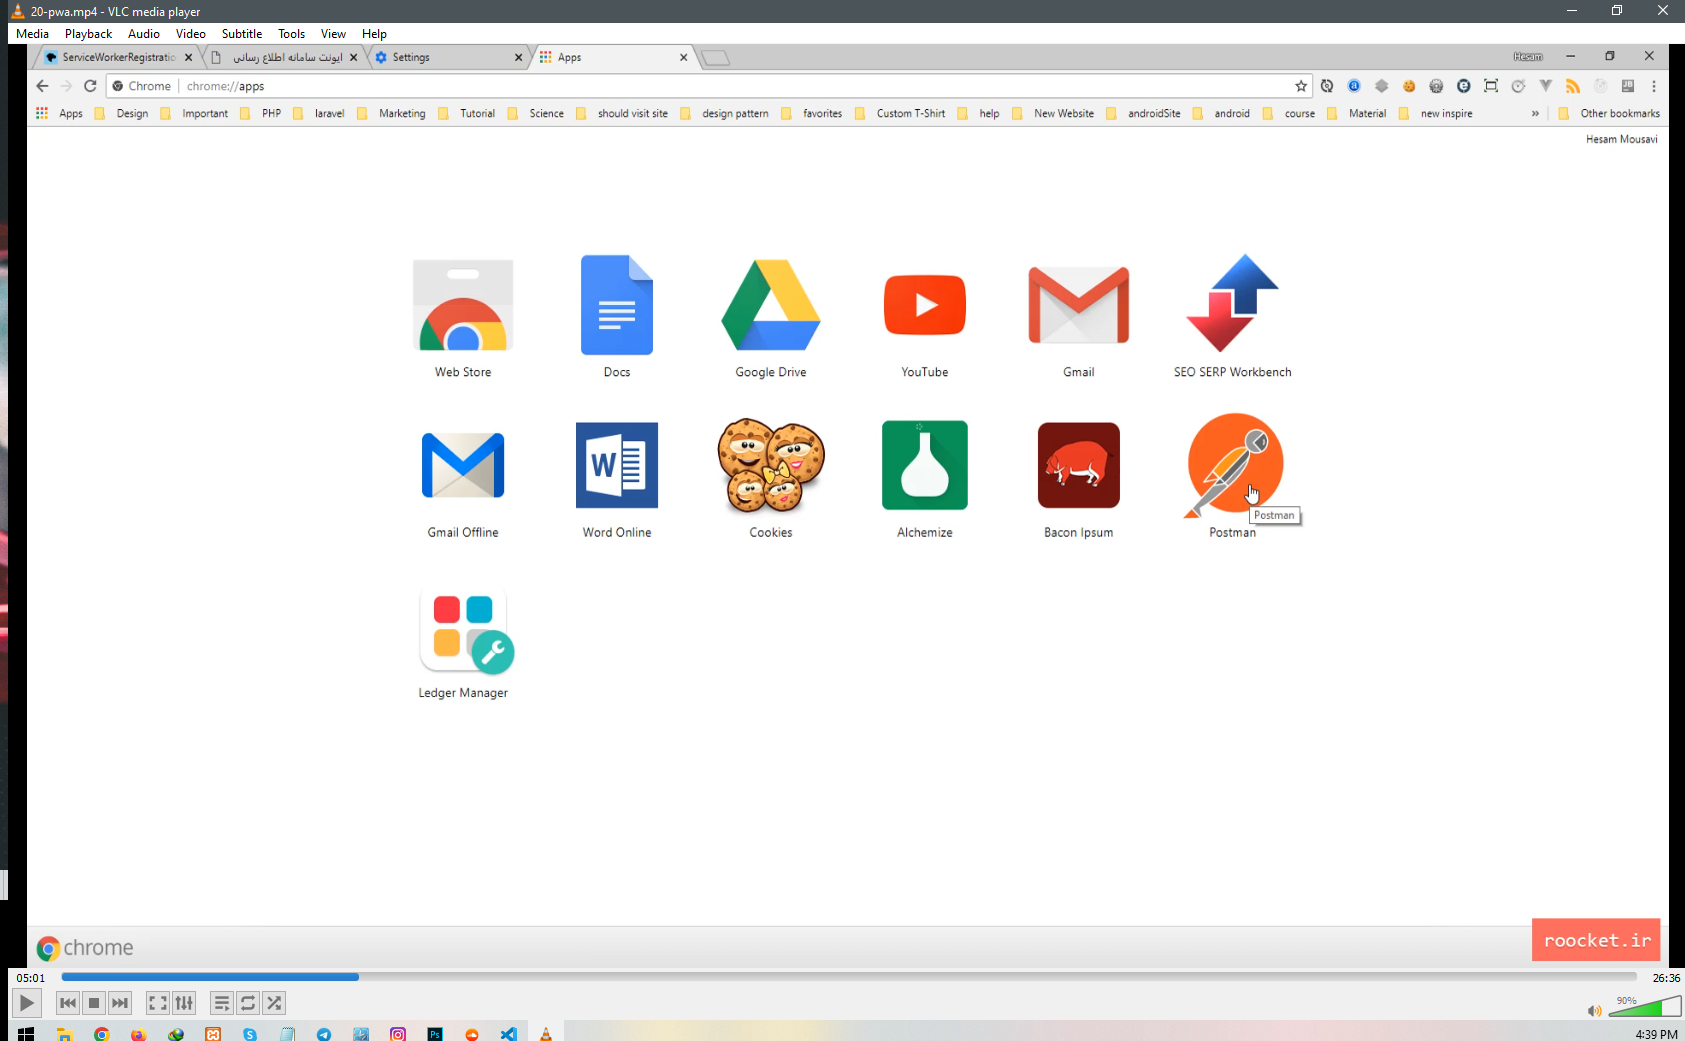 20-pwa.mp4 - VLC media player
Media Playback Audio Video Subtitle Tools View Help
ServiceWorkerRegistratio
ایونت سامانه اطلاع رسانی
Settings
Apps
Hesam
Chrome chrome://apps
Apps Design Important PHP laravel Marketing Tutorial Science should visit site design pattern favorites Custom T-Shirt help New Website androidSite android course Material new inspire » Other bookmarks
Hesam Mousavi
Web Store Docs Google Drive YouTube Gmail SEO SERP Workbench
W
Postman
Gmail Offline Word Online Cookies Alchemize Bacon Ipsum Postman
Ledger Manager
chrome
roocket.ir
05:01 26:36
90%
Ps
4:39 PM